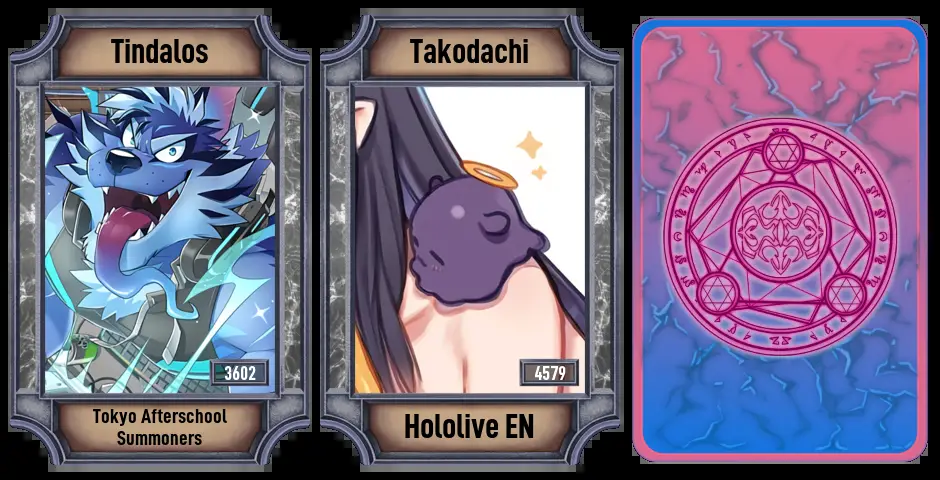 Tindalos
3602
Tokyo Afterschool
Summoners
Takodachi
4579
Hololive EN